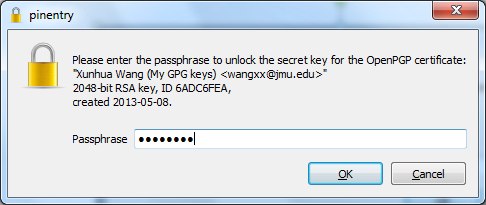 pinentry
Please enter the passphrase to unlock the secret key for the OpenPGP certificate:
"Xunhua Wang (My GPG keys) <wangxx@jmu.edu>"
2048-bit RSA key, ID 6ADC6FEA,
created 2013-05-08.
Passphrase ●●●●●●●●
OK Cancel